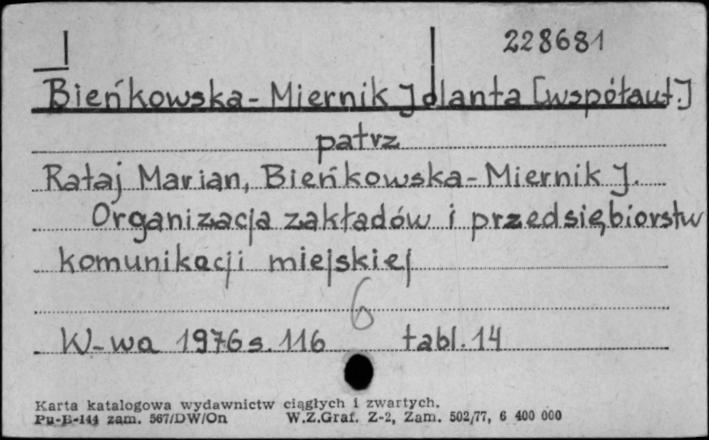 I
228681
Bieńkowska-Miernik Jolanta [współaut.]
patrz
Rataj Marian, Bieńkowska-Miernik J.
Organizacja zakładów i przedsiębiorstw
komunikacji miejskiej
6
W-wa 1976 s. 116 tabl. 14
Karta katalogowa wydawnictw ciągłych i zwartych.
Pu-B-144 zam. 567/DW/On W.Z.Graf. Z-2, Zam. 502/77, 6 400 000